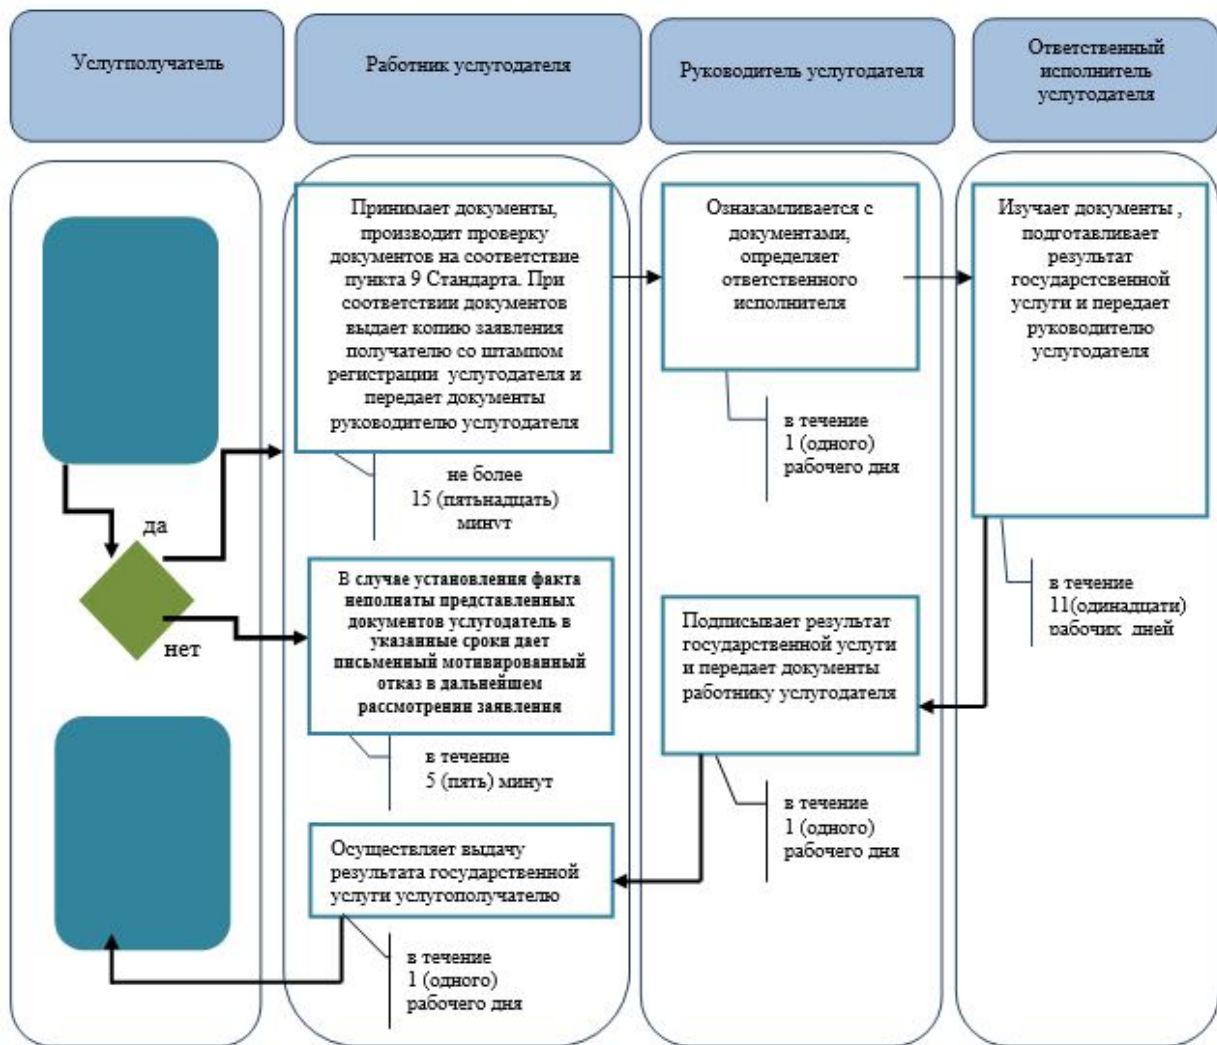 Услугполучатель
Работник услугодателя
Руководитель услугодателя
Ответственный
исполнитель
услугодателя
Принимает документы,
производит проверку
документов на соответствие
пункта 9 Стандарта. При
соответствии документов
выдает копию заявления
получателю со штампом
регистрации услугодателя и
передает документы
руководителю услугодателя
не более
15 (пятьнадцать)
минут
Ознакамливается с
документами,
определяет
ответственного
исполнителя
в течение
1 (одного)
рабочего дня
Изучает документы ,
подготавливает
результат
государстсвенной
услуги и передает
руководителю
услугодателя
в течение
11(одинадцати)
рабочих дней
да
нет
В случае установления факта
неполнаты представленных
документов услугодатель в
указанные сроки дает
письменный мотивированный
отказ в дальнейшем
рассмотрении заявления
в течение
5 (пять) минут
Подписывает результат
государственной услуги
и передает документы
работнику услугодателя
в течение
1 (одного)
рабочего дня
Осуществляет выдачу
результата государственной
услуги услугополучателю
в течение
1 (одного)
рабочего дня